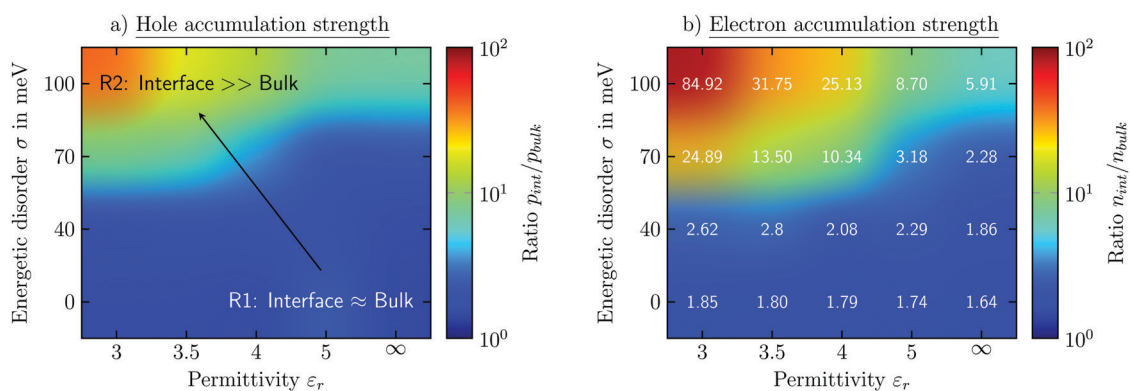 a) Hole accumulation strength
Energetic disorder σ in meV
100
70
40
0
R2: Interface >> Bulk
R1: Interface ≈ Bulk
3
3.5
4
5
∞
Permittivity εr
10²
10¹
10⁰
Ratio pint/pbulk
b) Electron accumulation strength
Energetic disorder σ in meV
100
70
40
0
84.92 31.75 25.13 8.70 5.91
24.89 13.50 10.34 3.18 2.28
2.62 2.8 2.08 2.29 1.86
1.85 1.80 1.79 1.74 1.64
3
3.5
4
5
∞
Permittivity εr
10²
10¹
10⁰
Ratio nint/nbulk